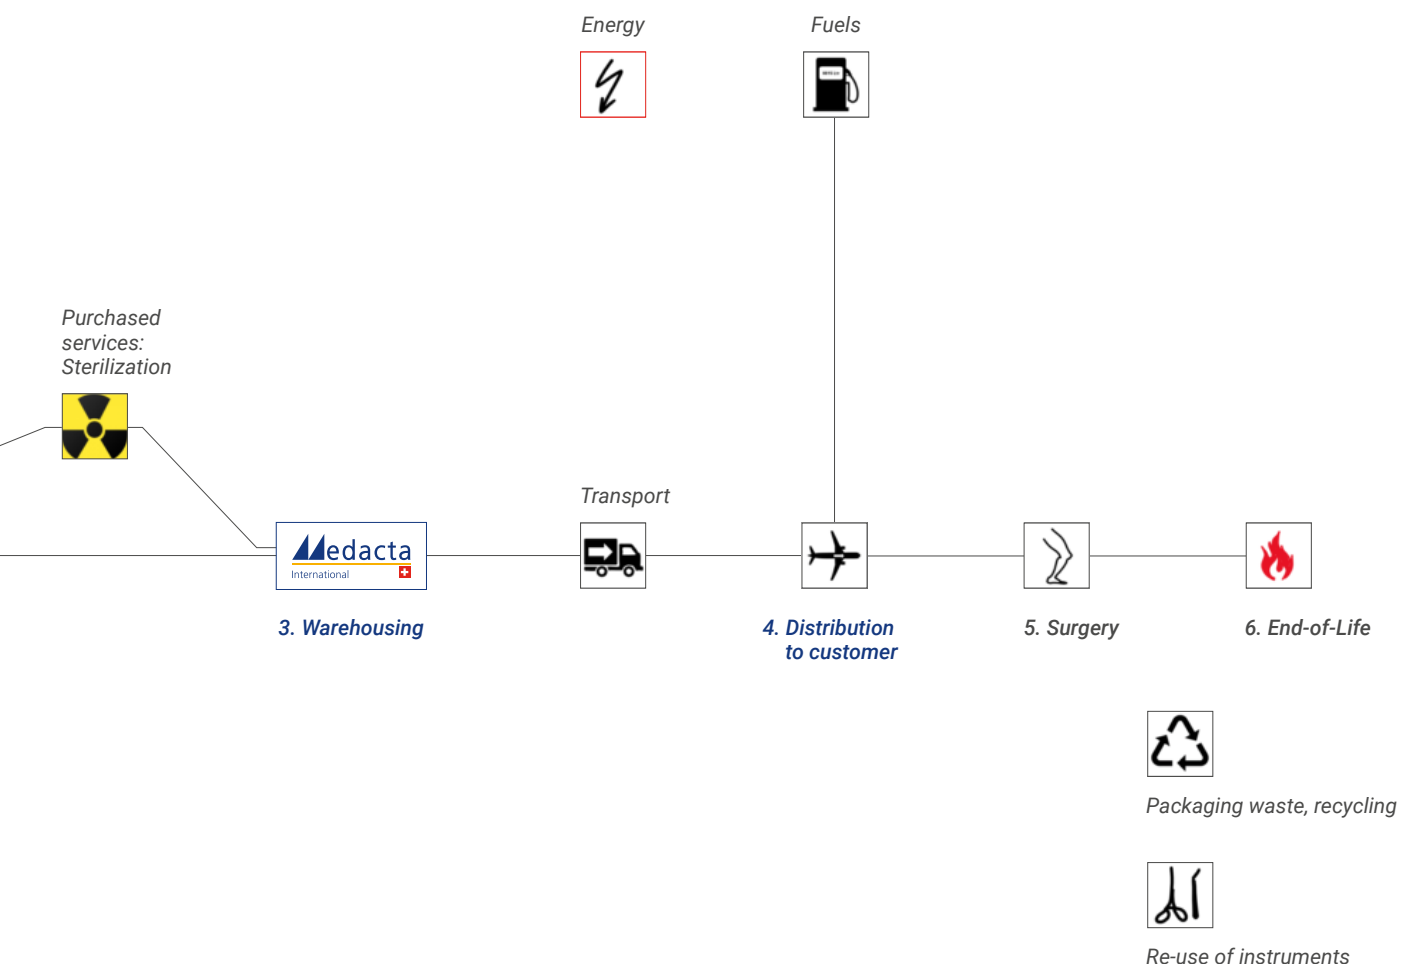 Energy
Fuels
Purchased
services:
Sterilization
Transport
Medacta
International
3. Warehousing
4. Distribution
to customer
5. Surgery
6. End-of-Life
Packaging waste, recycling
Re-use of instruments